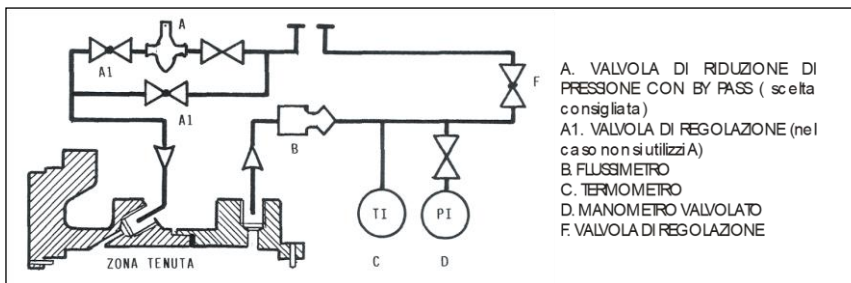 A
A1
A1
F
B
TI
PI
ZONA TENUTA
C
D
A. VALVOLA DI RIDUZIONE DI
PRESSIONE CON BY PASS ( scelta
consigliata)
A1. VALVOLA DI REGOLAZIONE (nel
caso non si utilizzi A)
B. FLUSSIMETRO
C. TERMOMETRO
D. MANOMETRO VALVOLATO
F. VALVOLA DI REGOLAZIONE